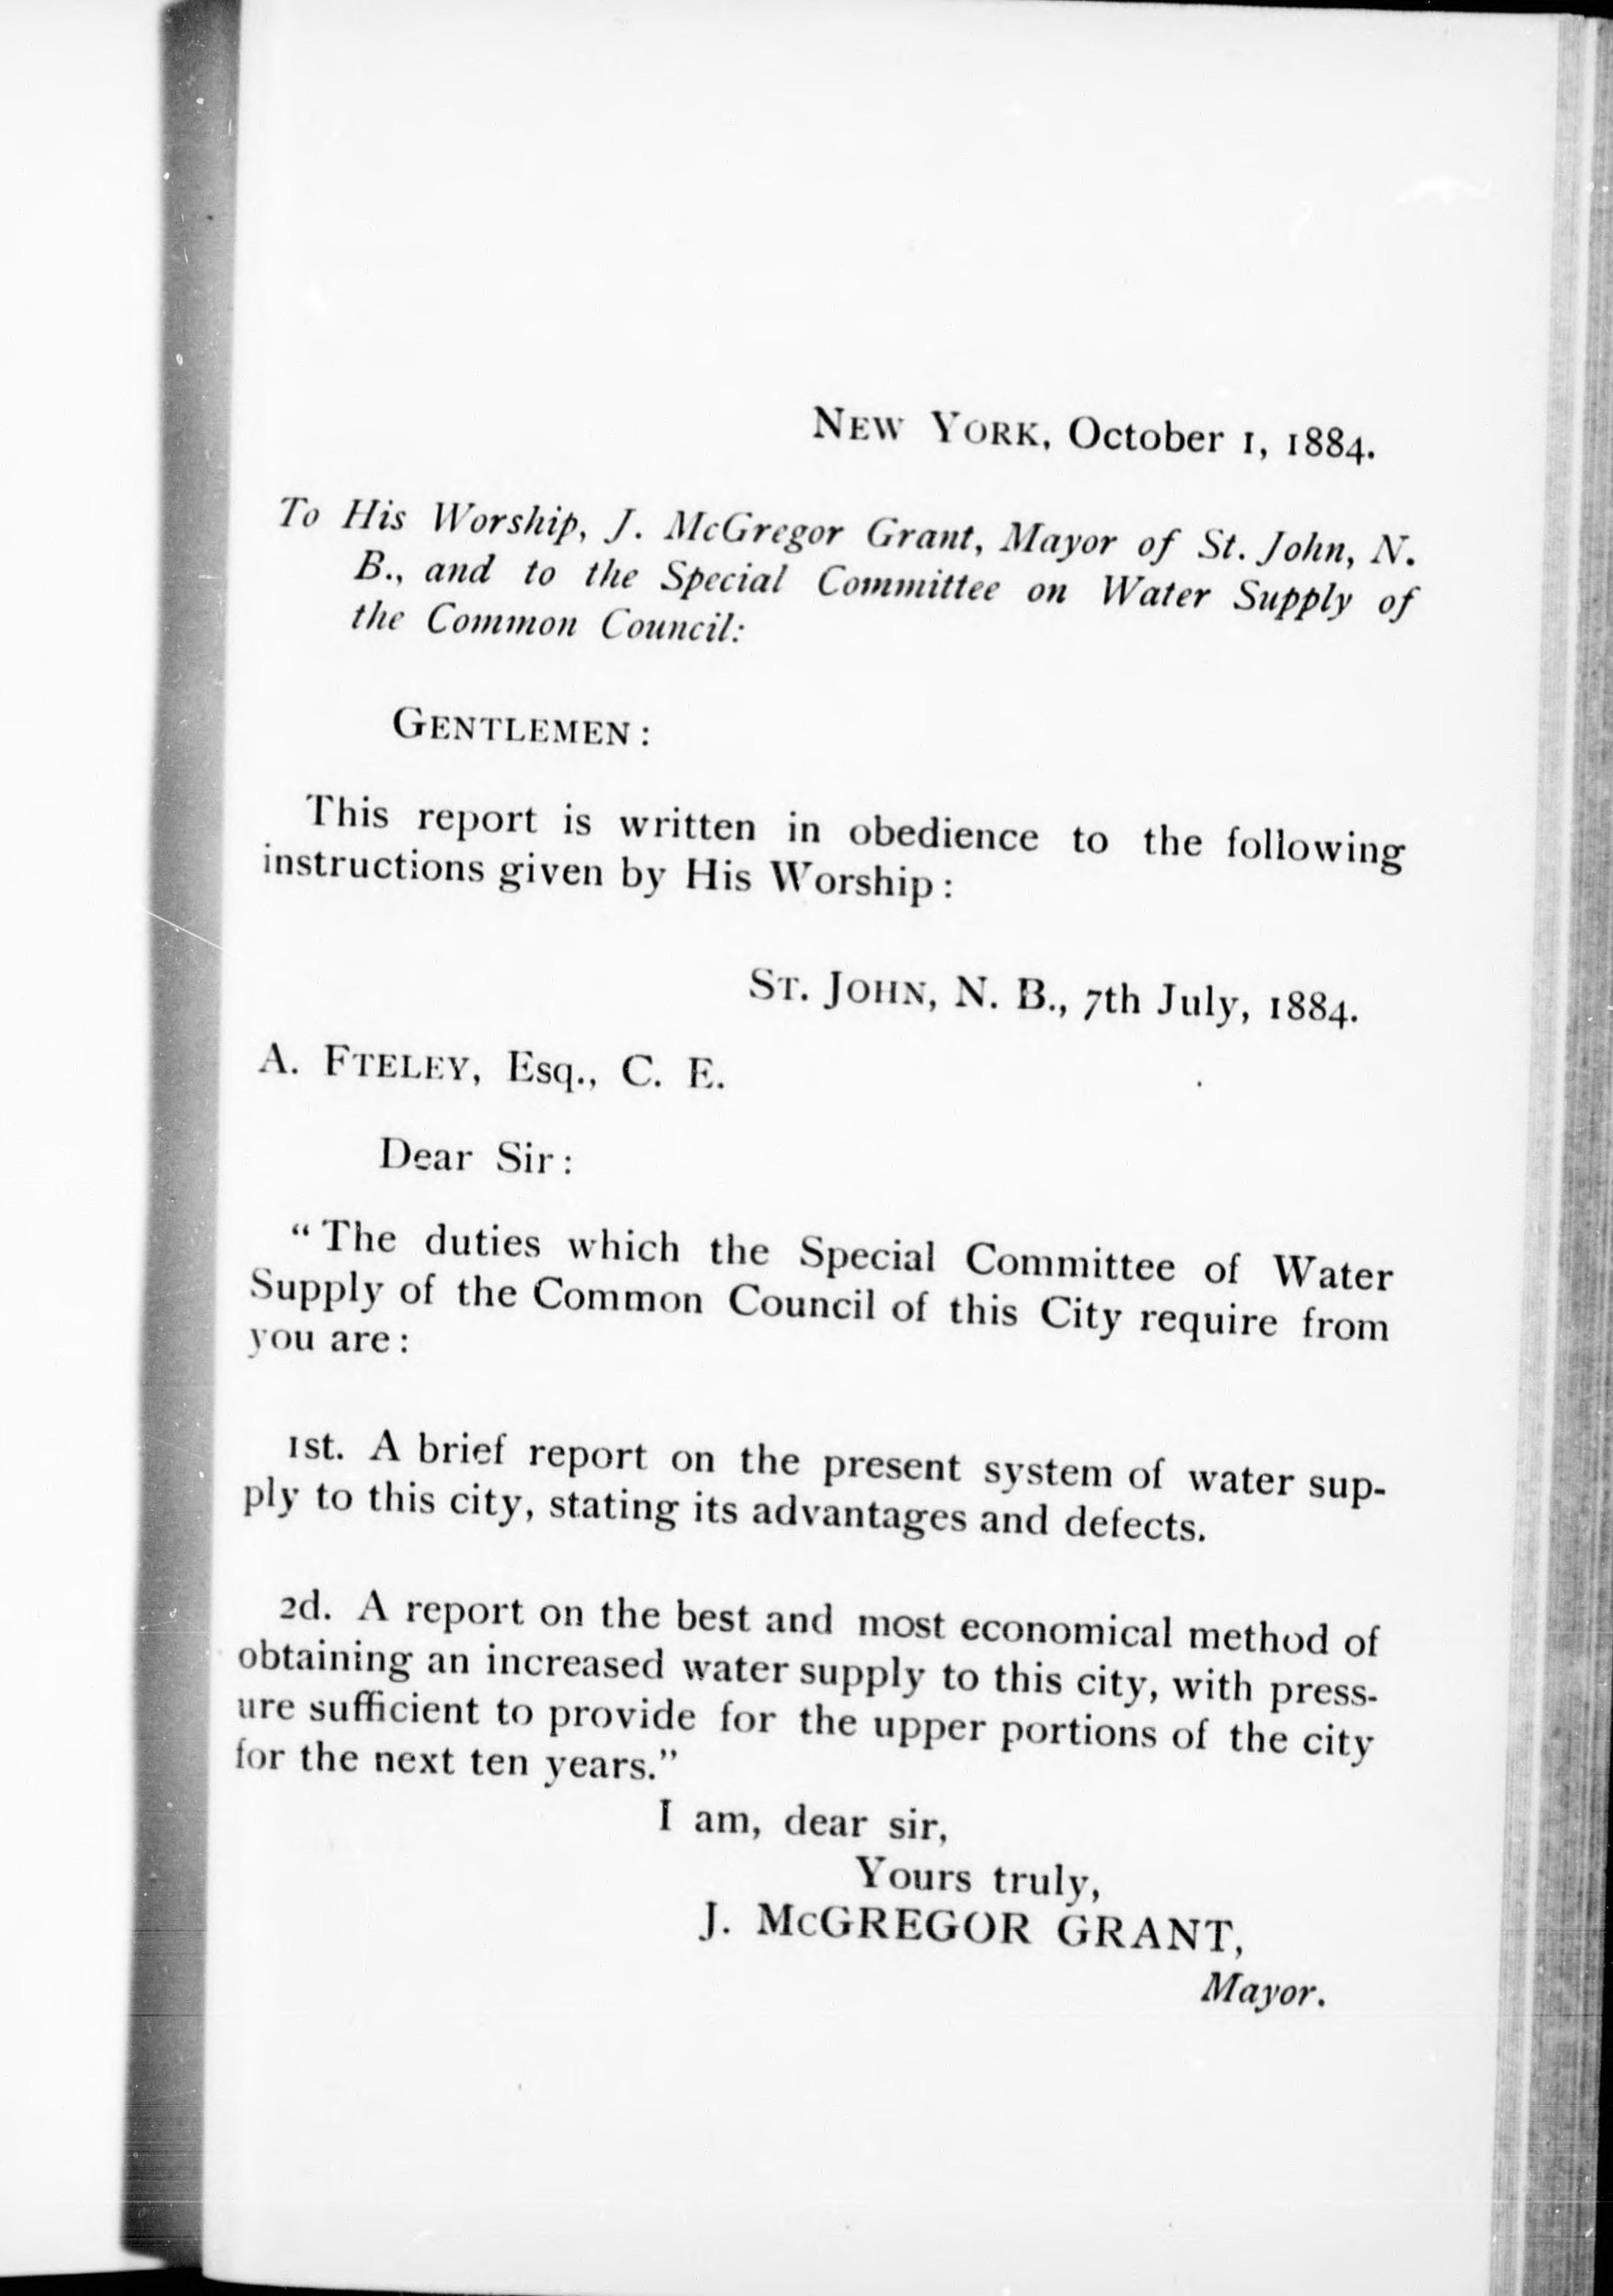 NEW YORK, October 1, 1884.
To His Worship, J. McGregor Grant, Mayor of St. John, N.
B., and to the Special Committee on Water Supply of
the Common Council:
GENTLEMEN:
This report is written in obedience to the following
instructions given by His Worship:
ST. JOHN, N. B., 7th July, 1884.
A. FTELEY, Esq., C. E.
Dear Sir:
“The duties which the Special Committee of Water
Supply of the Common Council of this City require from
you are:
1st. A brief report on the present system of water sup-
ply to this city, stating its advantages and defects.
2d. A report on the best and most economical method of
obtaining an increased water supply to this city, with press-
ure sufficient to provide for the upper portions of the city
for the next ten years.”
I am, dear sir,
Yours truly,
J. McGREGOR GRANT,
Mayor.